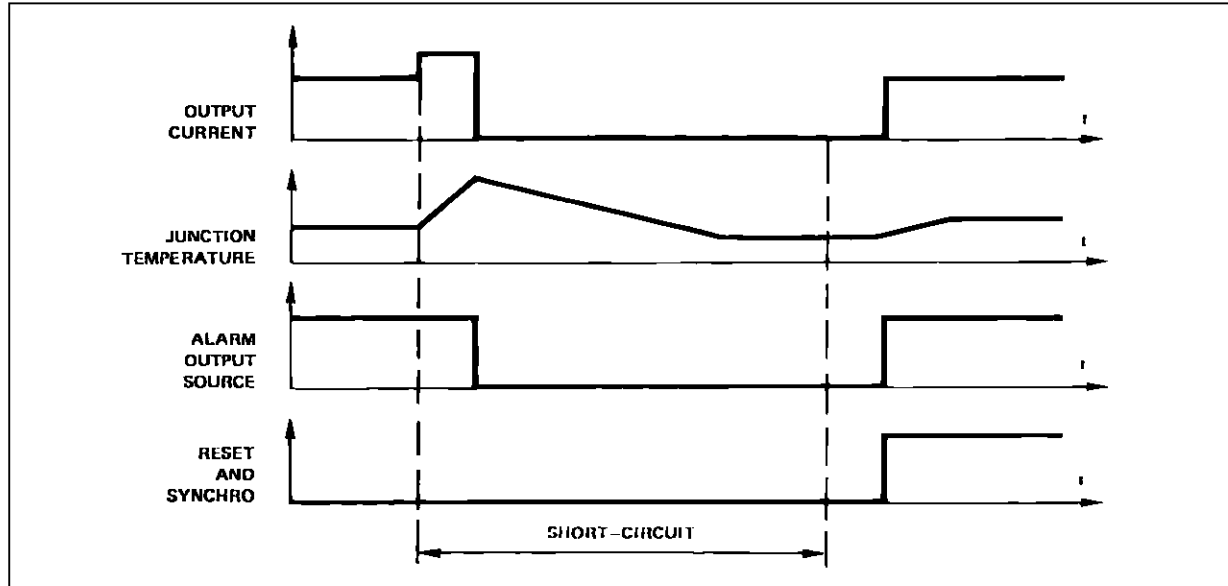 OUTPUT
CURRENT
t
JUNCTION
TEMPERATURE
t
ALARM
OUTPUT
SOURCE
t
RESET
AND
SYNCHRO
t
SHORT-CIRCUIT